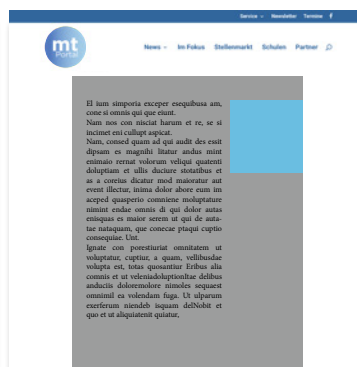 Service Newsletter Termine f
mt
Portal
News Im Fokus Stellenmarkt Schulen Partner
El ium simporia exceper esequibusa am,
cone si omnis qui que eiunt.
Nam nos con nisciat harum et re, se si
incimet eni cullupt aspicat.
Nam, consed quam ad qui audit des essit
dipsam es magnihi litatur andus mint
enimaio rernat volorum veliqui quatenti
doluptiam et ullis duciure stotatibus et
as a coreius dicatur mod maioratur aut
event illectur, inima dolor abore eum im
aceped quasperio comniene moluptature
nimint endae omnis di qui dolor autas
enisquas es maior serem ut qui de auta-
tae nataquam, que conecae ptaqui cuptio
consequiae. Unt.
Ignate con porestiuriat omnitatem ut
voluptatur, cuptiur, a quam, vellibusdae
volupta est, totas quosantiur Eribus alia
comnis et ut veleniadoluptionltae delibus
anduciis doloremolore nimoles sequaest
omnimil ea volendam fuga. Ut ulparum
exerferum niendeb isquam delNobit et
quo et ut aliquiatenit quiatur,